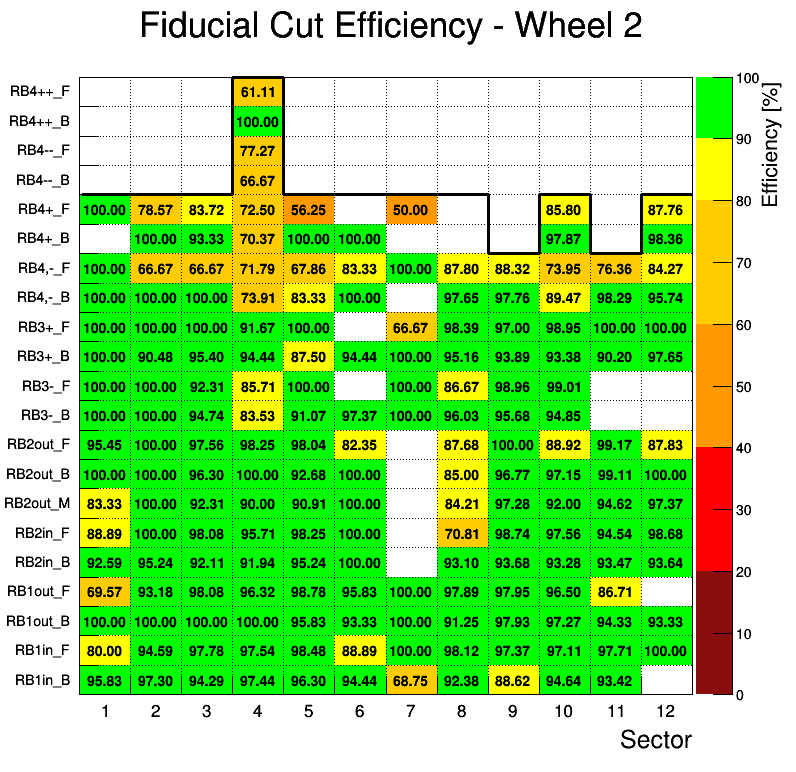 Fiducial Cut Efficiency - Wheel 2
RB4++_F 61.11
RB4++_B 100.00
RB4--_F 77.27
RB4--_B 66.67
RB4+_F 100.00 78.57 83.72 72.50 56.25 50.00 85.80 87.76
RB4+_B 100.00 93.33 70.37 100.00 100.00 97.87 98.36
RB4,-_F 100.00 66.67 66.67 71.79 67.86 83.33 100.00 87.80 88.32 73.95 76.36 84.27
RB4,-_B 100.00 100.00 100.00 73.91 83.33 100.00 97.65 97.76 89.47 98.29 95.74
RB3+_F 100.00 100.00 100.00 91.67 100.00 66.67 98.39 97.00 98.95 100.00 100.00
RB3+_B 100.00 90.48 95.40 94.44 87.50 94.44 100.00 95.16 93.89 93.38 90.20 97.65
RB3-_F 100.00 100.00 92.31 85.71 100.00 100.00 86.67 98.96 99.01
RB3-_B 100.00 100.00 94.74 83.53 91.07 97.37 100.00 96.03 95.68 94.85
RB2out_F 95.45 100.00 97.56 98.25 98.04 82.35 87.68 100.00 88.92 99.17 87.83
RB2out_B 100.00 100.00 96.30 100.00 92.68 100.00 85.00 96.77 97.15 99.11 100.00
RB2out_M 83.33 100.00 92.31 90.00 90.91 100.00 84.21 97.28 92.00 94.62 97.37
RB2in_F 88.89 100.00 98.08 95.71 98.25 100.00 70.81 98.74 97.56 94.54 98.68
RB2in_B 92.59 95.24 92.11 91.94 95.24 100.00 93.10 93.68 93.28 93.47 93.64
RB1out_F 69.57 93.18 98.08 96.32 98.78 95.83 100.00 97.89 97.95 96.50 86.71
RB1out_B 100.00 100.00 100.00 100.00 95.83 93.33 100.00 91.25 97.93 97.27 94.33 93.33
RB1in_F 80.00 94.59 97.78 97.54 98.48 88.89 100.00 98.12 97.37 97.11 97.71 100.00
RB1in_B 95.83 97.30 94.29 97.44 96.30 94.44 68.75 92.38 88.62 94.64 93.42
1 2 3 4 5 6 7 8 9 10 11 12
Sector
100
90
80
70
60
50
40
30
20
10
0
Efficiency [%]